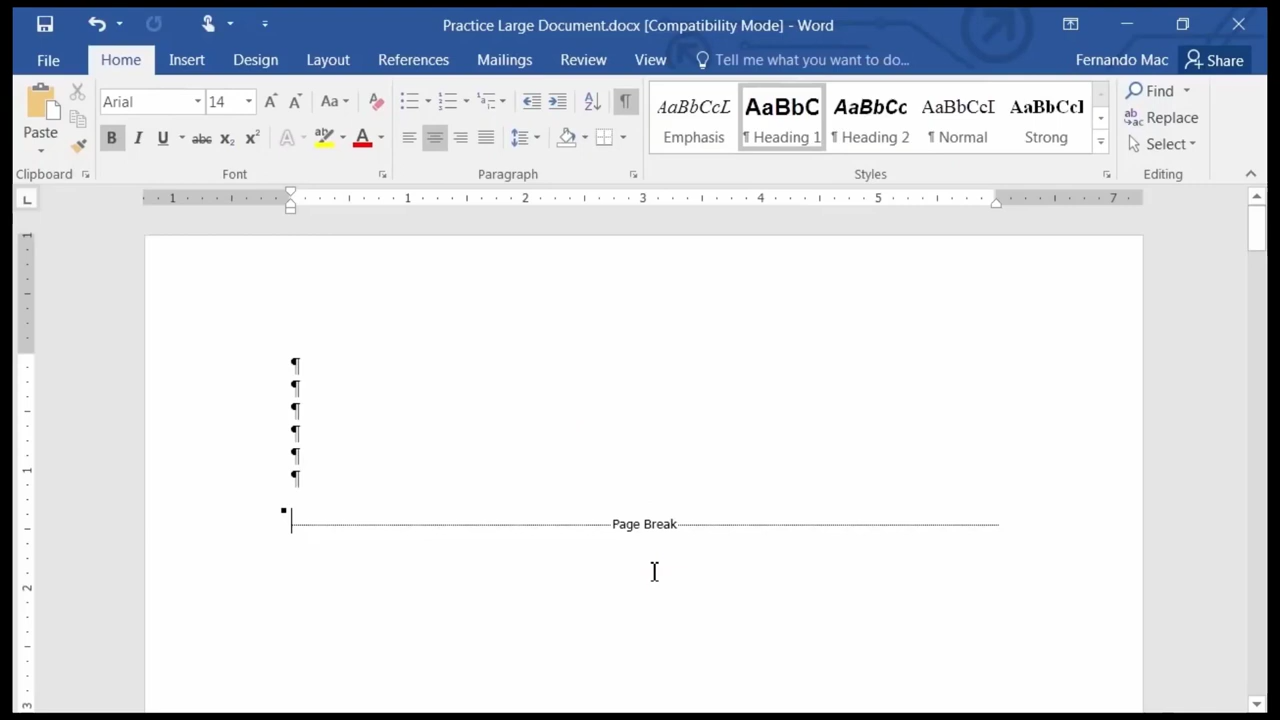 Practice Large Document.docx [Compatibility Mode] - Word
File Home Insert Design Layout References Mailings Review View Tell me what you want to do... Fernando Mac Share
Paste
Arial 14
B I U abc x₂ x² A A
Aa
AaBbCcL AaBbC AaBbCc AaBbCcI AaBbCcI
Emphasis ¶ Heading 1 ¶ Heading 2 ¶ Normal Strong
Find
Replace
Select
Clipboard Font Paragraph Styles Editing
1 1 2 3 4 5 7
1
1
2
3
¶
¶
¶
¶
¶
¶
Page Break